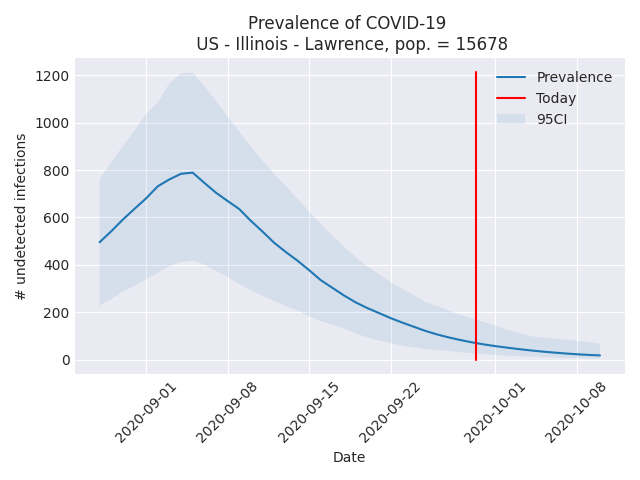 Prevalence of COVID-19
US - Illinois - Lawrence, pop. = 15678
Prevalence
Today
95CI
# undetected infections
1200
1000
800
600
400
200
0
2020-09-01
2020-09-08
2020-09-15
2020-09-22
2020-10-01
2020-10-08
Date